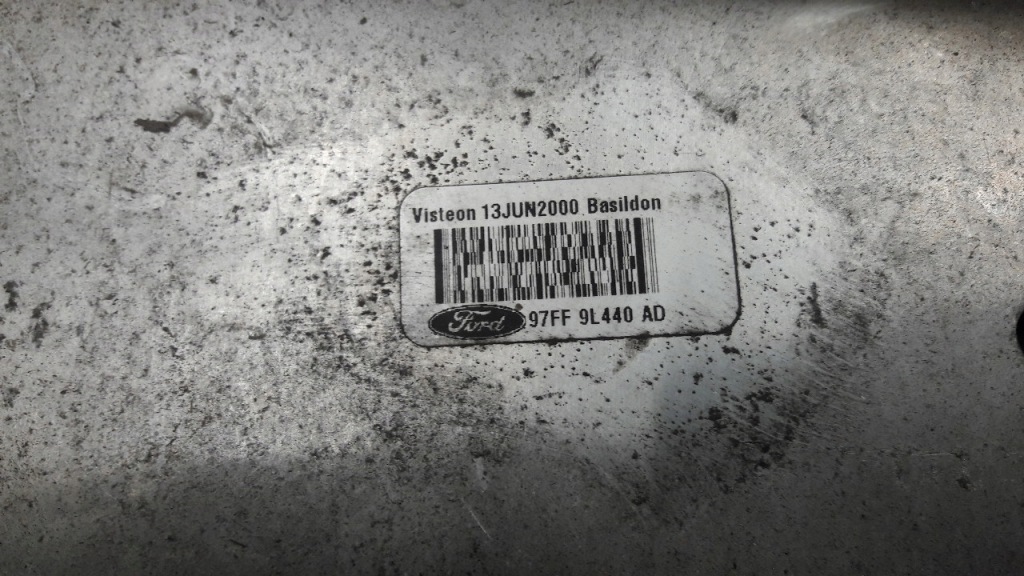 Visteon 13JUN2000 Basildon
Ford 97FF 9L440 AD